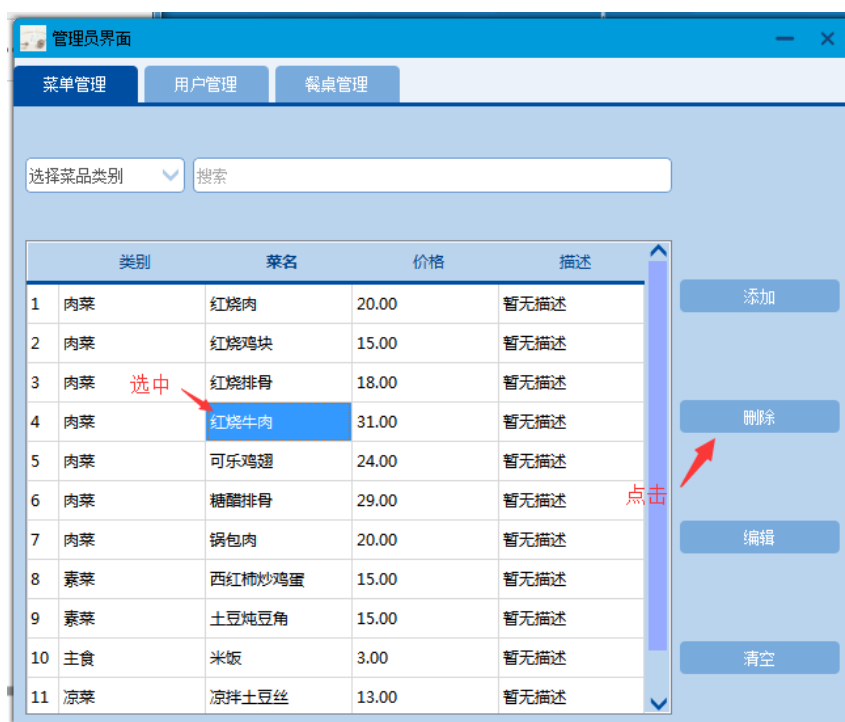 管理员界面
菜单管理 用户管理 餐桌管理
选择菜品类别 搜索
类别 菜名 价格 描述
添加
1 肉菜 红烧肉 20.00 暂无描述
2 肉菜 红烧鸡块 15.00 暂无描述
3 肉菜 红烧排骨 18.00 暂无描述
选中
删除
4 肉菜 红烧牛肉 31.00 暂无描述
5 肉菜 可乐鸡翅 24.00 暂无描述
点击
6 肉菜 糖醋排骨 29.00 暂无描述
7 肉菜 锅包肉 20.00 暂无描述
编辑
8 素菜 西红柿炒鸡蛋 15.00 暂无描述
9 素菜 土豆炖豆角 15.00 暂无描述
10 主食 米饭 3.00 暂无描述
清空
11 凉菜 凉拌土豆丝 13.00 暂无描述